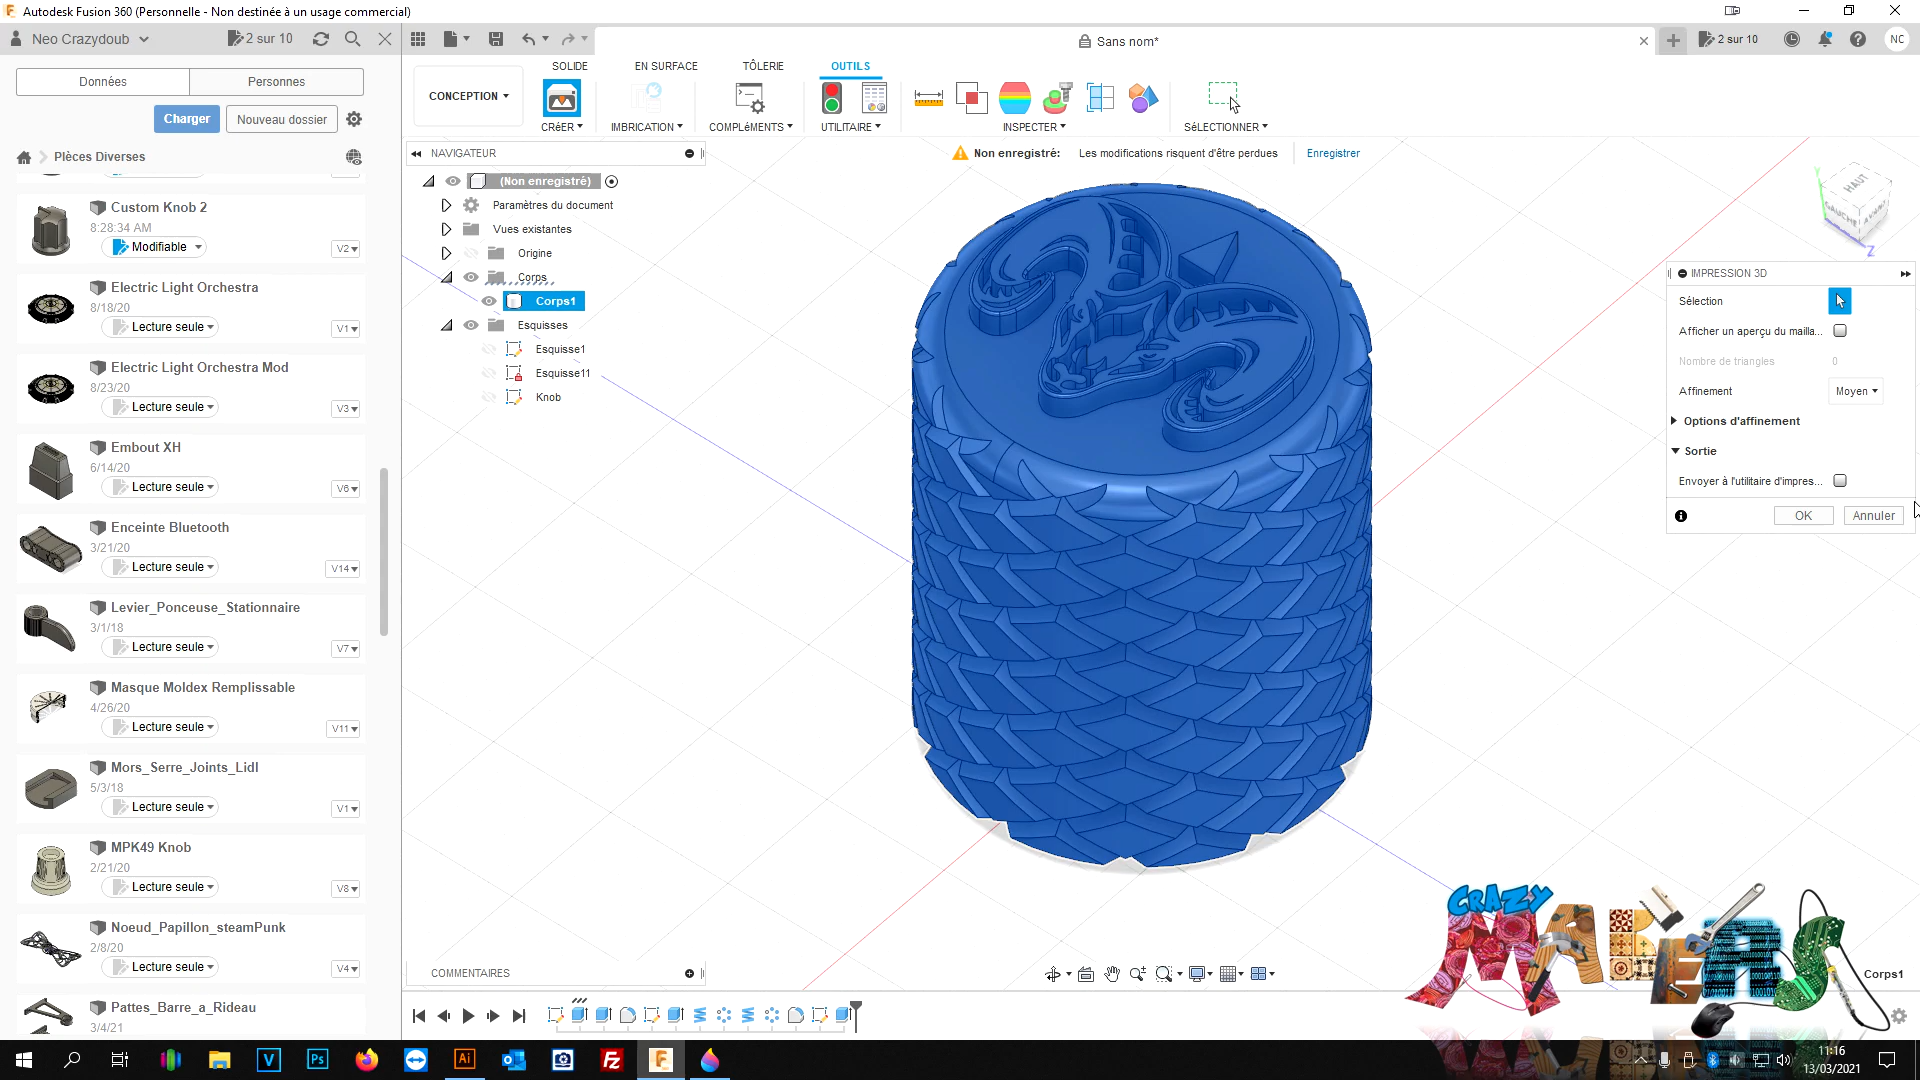 Autodesk Fusion 360 (Personnelle - Non destinée à un usage commercial)
Neo Crazydoub
2 sur 10
Sans nom*
2 sur 10
NC
Données
Personnes
SOLIDE
EN SURFACE
TÔLERIE
OUTILS
CONCEPTION
CRéER
IMBRICATION
COMPLéMENTS
UTILITAIRE
INSPECTER
SéLECTIONNER
Charger
Nouveau dossier
Plèces Diverses
NAVIGATEUR
Non enregistré:
Les modifications risquent d'être perdues
Enregistrer
(Non enregistré)
Paramètres du document
Vues existantes
Origine
Corps
Corps1
Esquisses
Esquisse1
Esquisse11
Knob
Custom Knob 2
8:28:34 AM
Modifiable
V2
Electric Light Orchestra
8/18/20
Lecture seule
V1
Electric Light Orchestra Mod
8/23/20
Lecture seule
V3
Embout XH
6/14/20
Lecture seule
V6
Enceinte Bluetooth
3/21/20
Lecture seule
V14
Levier_Ponceuse_Stationnaire
3/1/18
Lecture seule
V7
Masque Moldex Remplissable
4/26/20
Lecture seule
V11
Mors_Serre_Joints_Lidl
5/3/18
Lecture seule
V1
MPK49 Knob
2/21/20
Lecture seule
V8
Noeud_Papillon_steamPunk
2/8/20
Lecture seule
V4
Pattes_Barre_a_Rideau
3/4/21
HAUT
GAUCHE
AVANT
Z
IMPRESSION 3D
Sélection
Afficher un aperçu du mailla...
Nombre de triangles
0
Affinement
Moyen
Options d'affinement
Sortie
Envoyer à l'utilitaire d'impres...
OK
Annuler
COMMENTAIRES
CRAZY
MAKERS
Corps1
11:16
13/03/2021